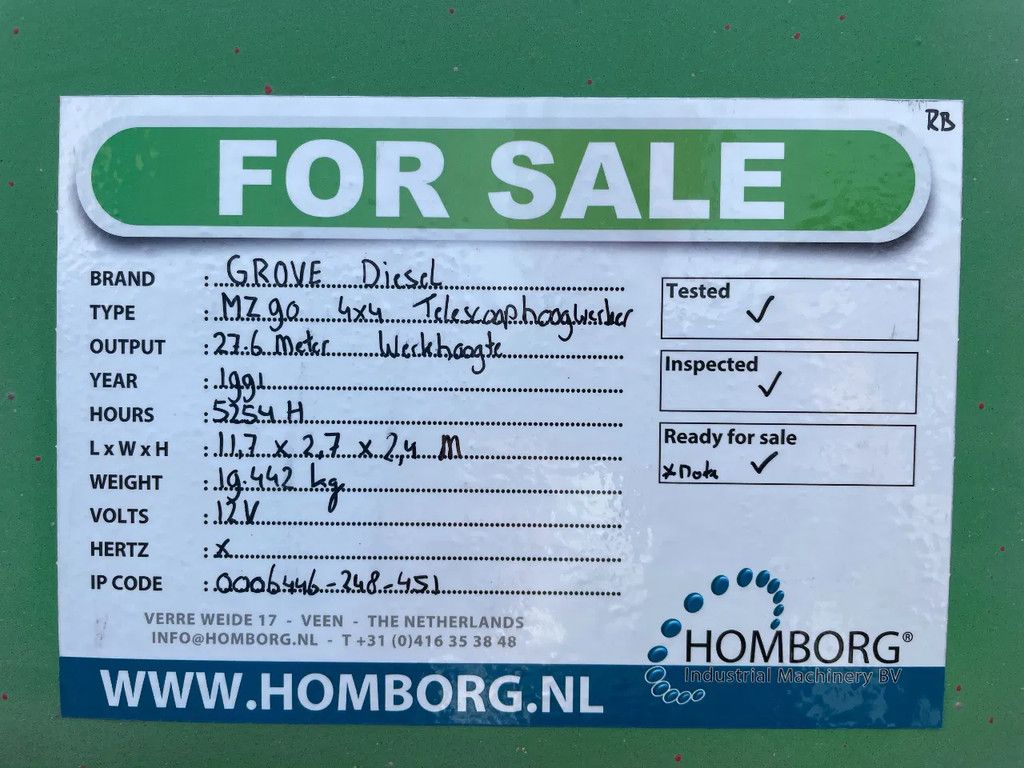 RB
FOR SALE
BRAND : GROVE Diesel
TYPE : MZ90 4x4 Telescoophoogwerker
OUTPUT : 27.6 Meter Werkhoogte
YEAR : 1991
HOURS : 5254 H
L x W x H : 11,7 x 2,7 x 2,4 M
WEIGHT : 19.442 kg
VOLTS : 12V
HERTZ : x
IP CODE : 0006446-248-451
Tested ✓
Inspected ✓
Ready for sale
x nota ✓
VERRE WEIDE 17 - VEEN - THE NETHERLANDS
INFO@HOMBORG.NL - T +31 (0)416 35 38 48
HOMBORG®
Industrial Machinery BV
WWW.HOMBORG.NL